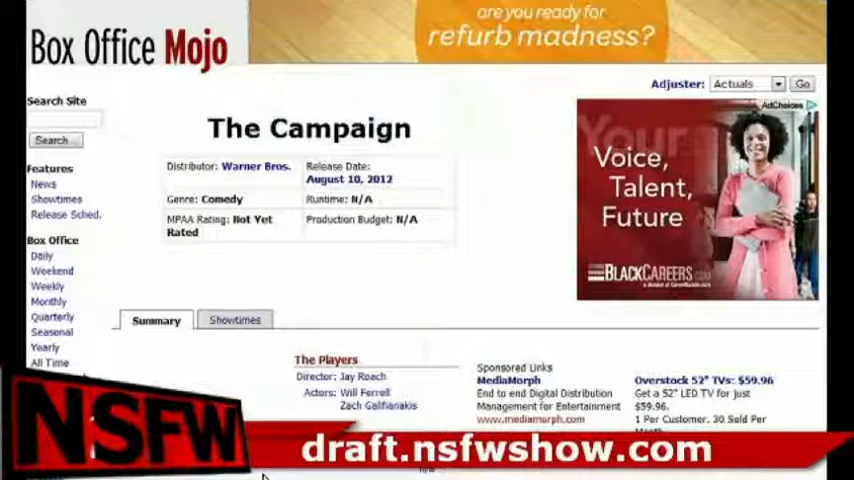 are you ready for
refurb madness?
Box Office Mojo
Adjuster: Actuals Go
Search Site
AdChoices
Search...
The Campaign
Your
Voice,
Talent,
Future
Distributor: Warner Bros.
Release Date:
August 10, 2012
Genre: Comedy
Runtime: N/A
MPAA Rating: Not Yet
Rated
Production Budget: N/A
Features
News
Showtimes
Release Sched.
BLACKCAREERS.COM
Box Office
Daily
Weekend
Weekly
Monthly
Quarterly
Seasonal
Yearly
All Time
Summary
Showtimes
The Players
Director: Jay Roach
Actors: Will Ferrell
Zach Galifianakis
Sponsored Links
MediaMorph
End to end Digital Distribution
Management for Entertainment
www.mediamorph.com
Overstock 52" TVs: $59.96
Get a 52" LED TV for just
$59.96.
1 Per Customer. 30 Sold Per
NSFW
draft.nsfwshow.com